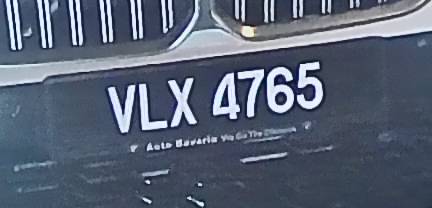 VLX 4765
Auto Bavaria